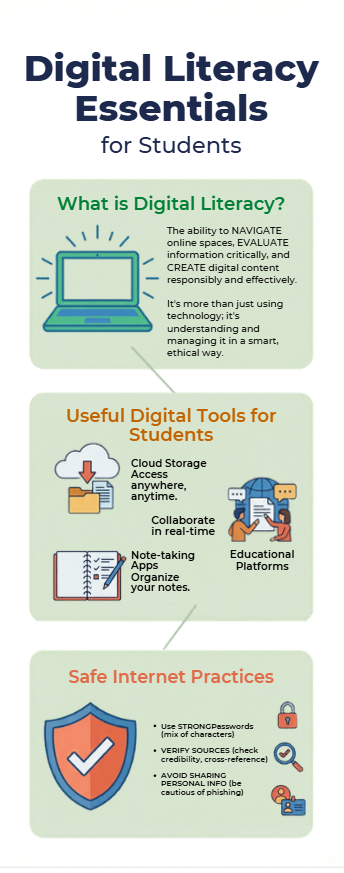 Digital Literacy
Essentials
for Students
What is Digital Literacy?
The ability to NAVIGATE
online spaces, EVALUATE
information critically, and
CREATE digital content
responsibly and effectively.
It's more than just using
technology; it's
understanding and
managing it in a smart,
ethical way.
Useful Digital Tools for
Students
Cloud Storage
Access
anywhere,
anytime.
Collaborate
in real-time
Educational
Platforms
Note-taking
Apps
Organize
your notes.
Safe Internet Practices
• Use STRONGPasswords
(mix of characters)
• VERIFY SOURCES (check
credibility, cross-reference)
• AVOID SHARING
PERSONAL INFO (be
cautious of phishing)